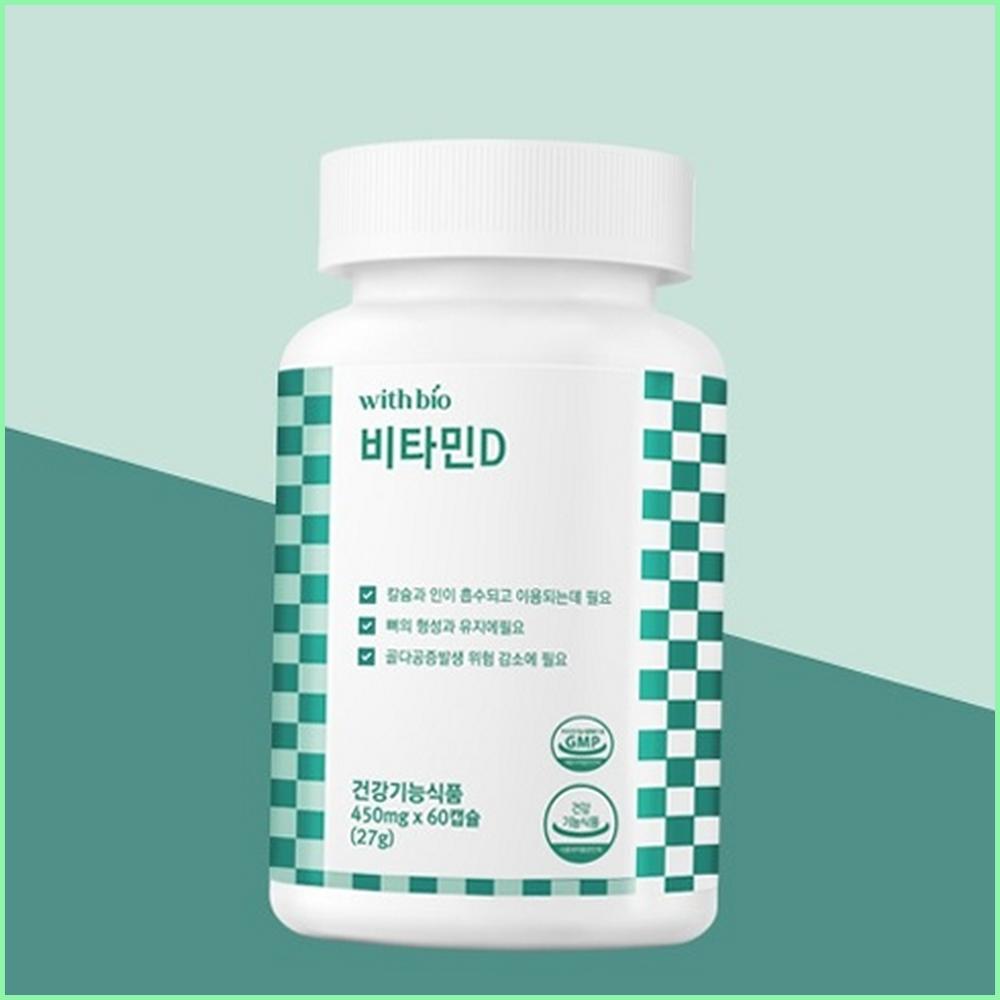 withbio
비타민D
칼슘과 인이 흡수되고 이용되는데 필요
뼈의 형성과 유지에필요
골다공증발생 위험 감소에 필요
GMP
건강기능식품
450mg x 60캡슐
(27g)
건강
기능식품